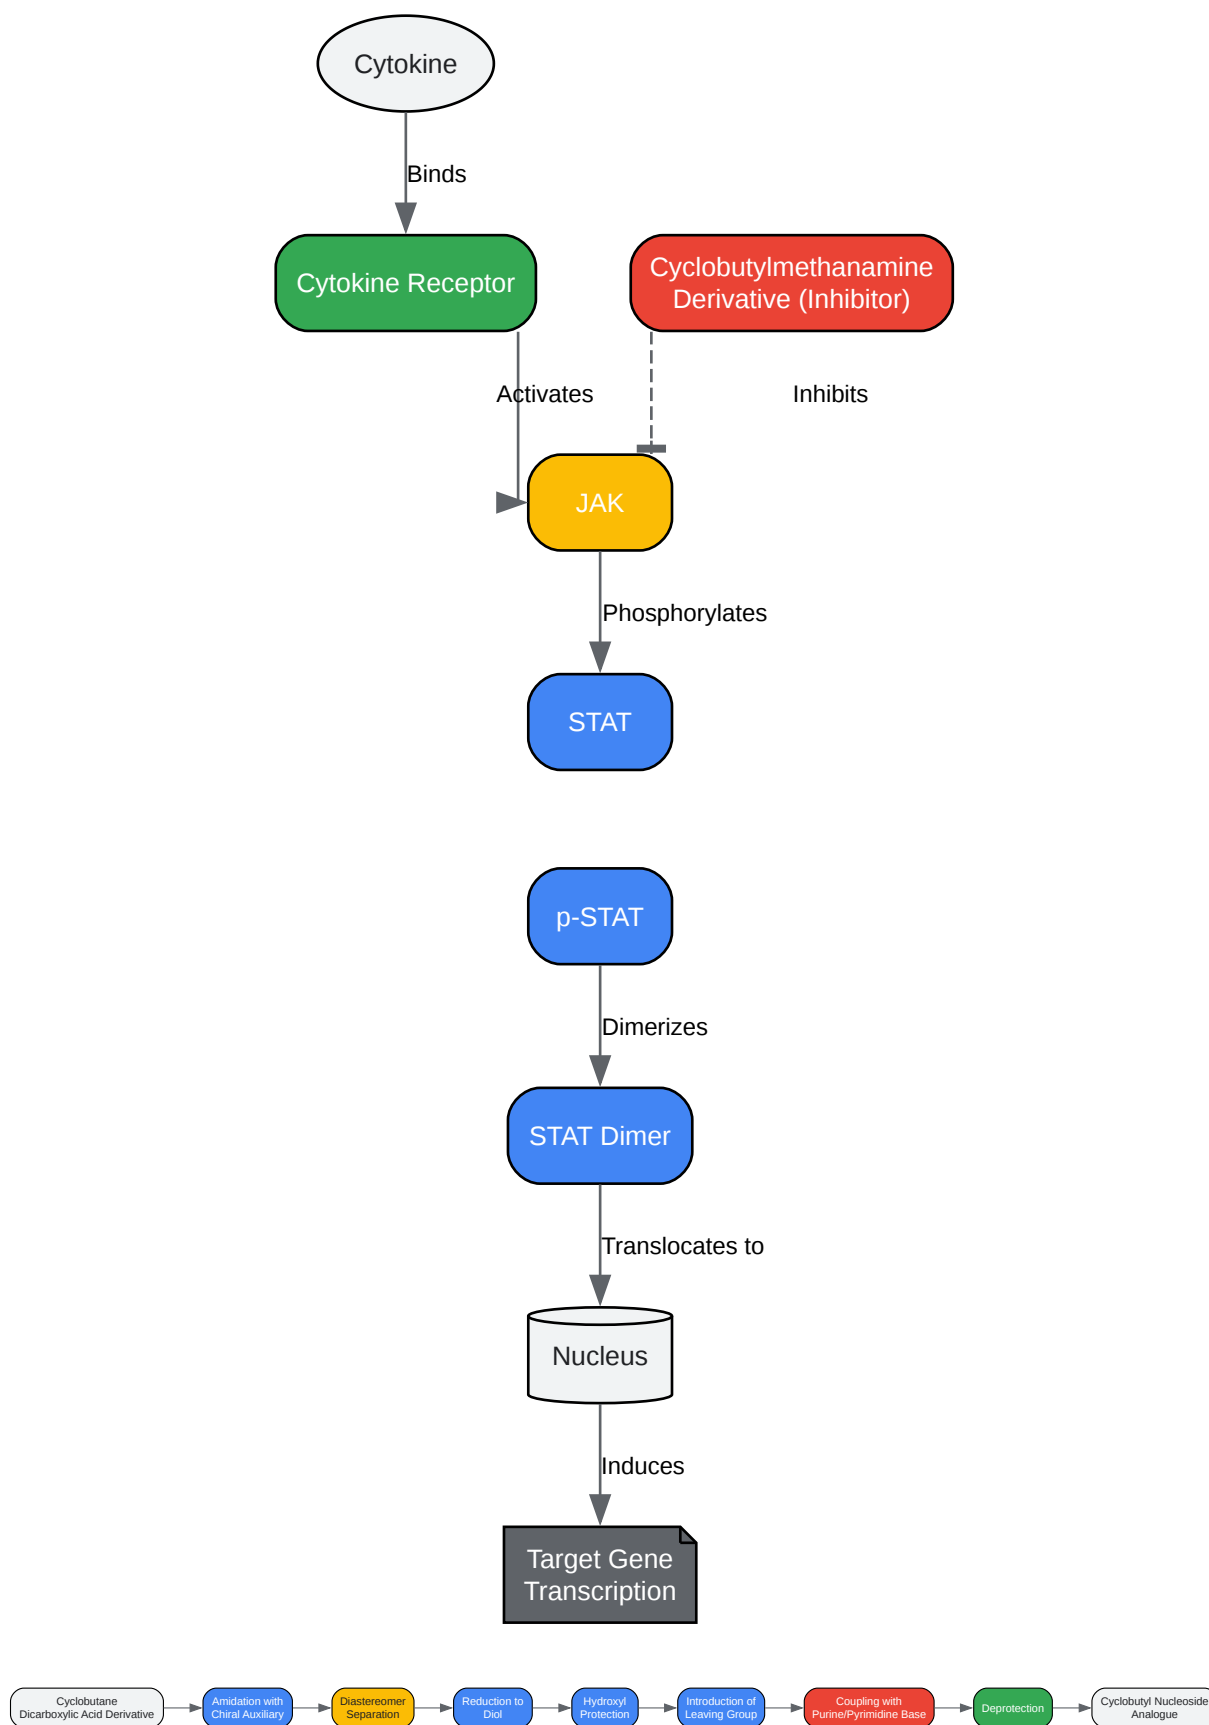 Cytokine
Binds
Cytokine Receptor
Cyclobutylmethanamine
Derivative (Inhibitor)
Activates
Inhibits
JAK
Phosphorylates
STAT
p-STAT
Dimerizes
STAT Dimer
Translocates to
Nucleus
Induces
Target Gene
Transcription
Cyclobutane
Dicarboxylic Acid Derivative
Amidation with
Chiral Auxiliary
Diastereomer
Separation
Reduction to
Diol
Hydroxyl
Protection
Introduction of
Leaving Group
Coupling with
Purine/Pyrimidine Base
Deprotection
Cyclobutyl Nucleoside
Analogue